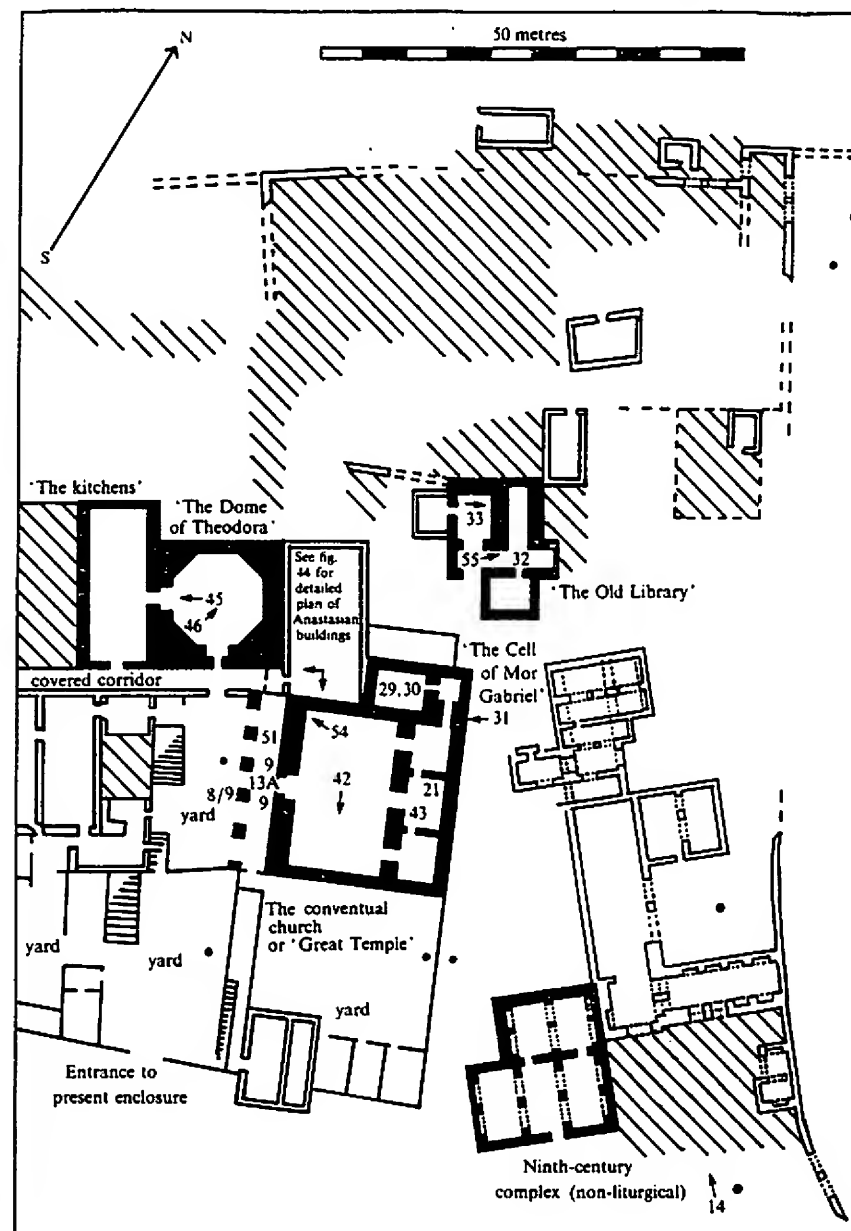 N
50 metres
S
'The kitchens'
'The Dome
of Theodora'
See fig.
44 for
detailed
plan of
Anastasian
buildings
33
55
32
'The Old Library'
45
46
'The Cell
of Mor
Gabriel'
covered corridor
29,30
31
54
51
9
13A
8/9
9
42
21
43
yard
The conventual
church
or 'Great Temple'
yard
yard
yard
Entrance to
present enclosure
Ninth-century
complex (non-liturgical)
14